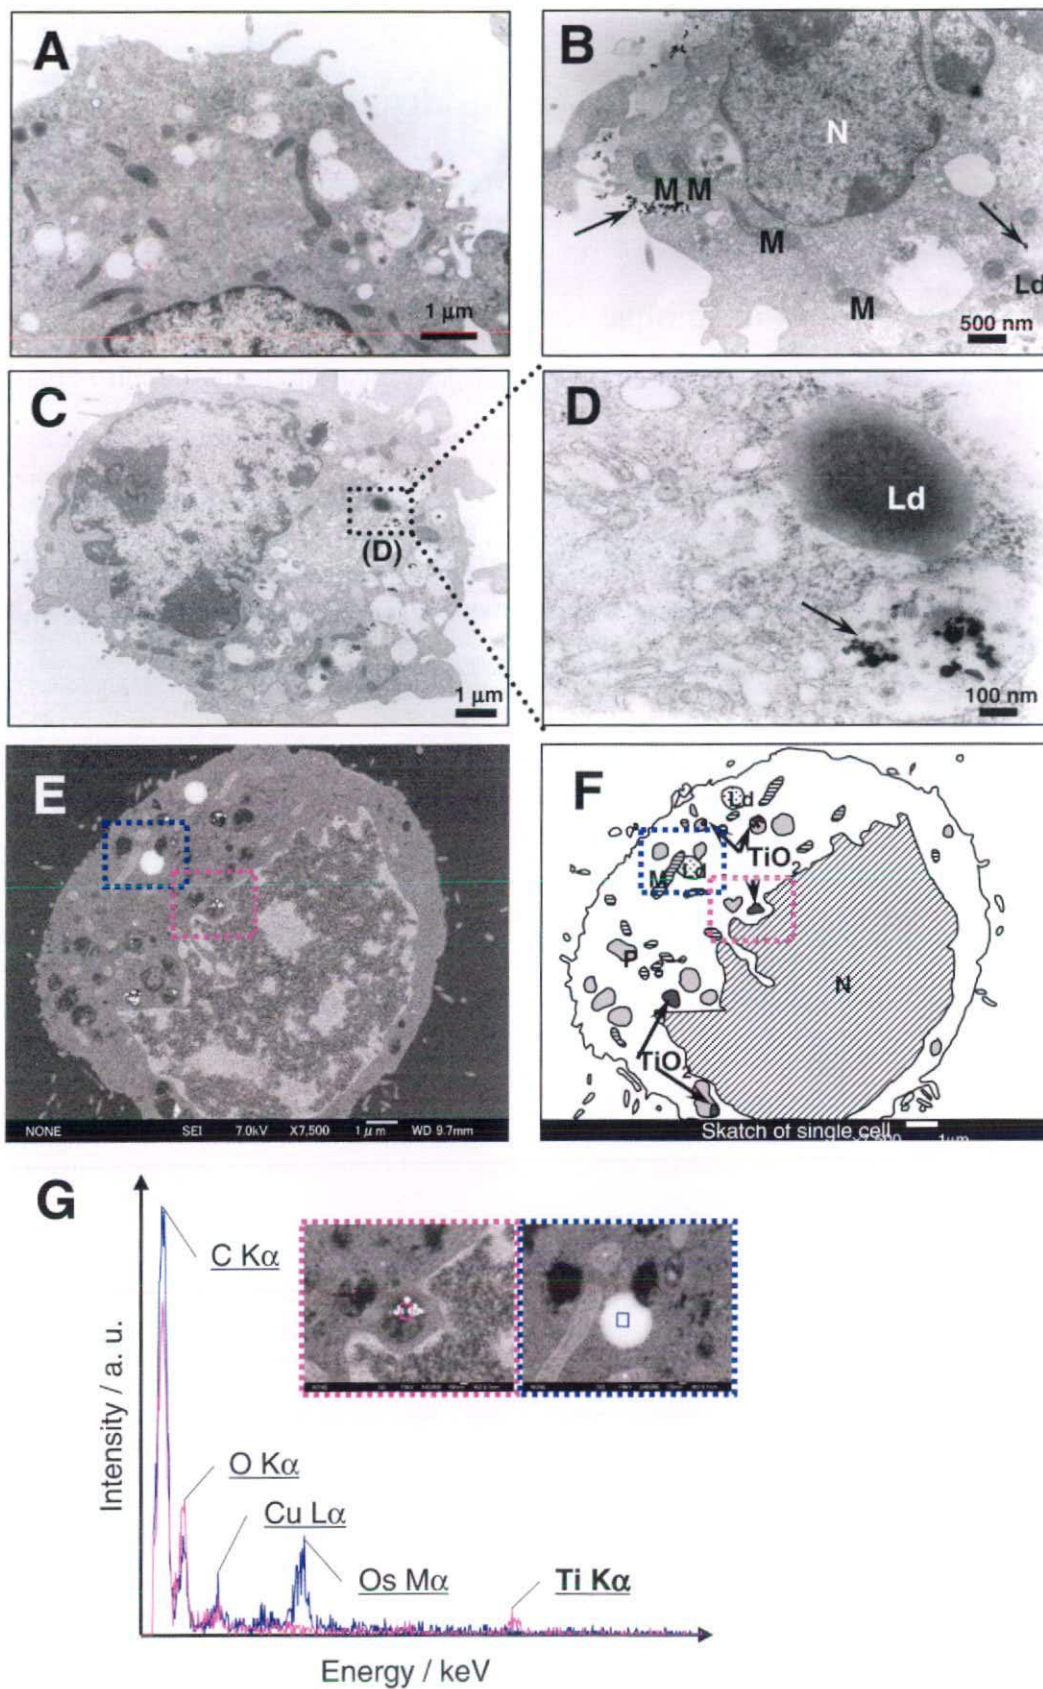 A
1 μm
B
N
M M
M
M
Ld
500 nm
C
(D)
1 μm
D
Ld
100 nm
E
NONE SEI 7.0kV X7,500 1 μm WD 9.7mm
F
Ld
TiO₂
M Ld
P
N
TiO₂
Skatch of single cell 1μm
G
C Kα
O Kα
Cu Lα
Os Mα
Ti Kα
Intensity / a. u.
Energy / keV
NONE
NONE